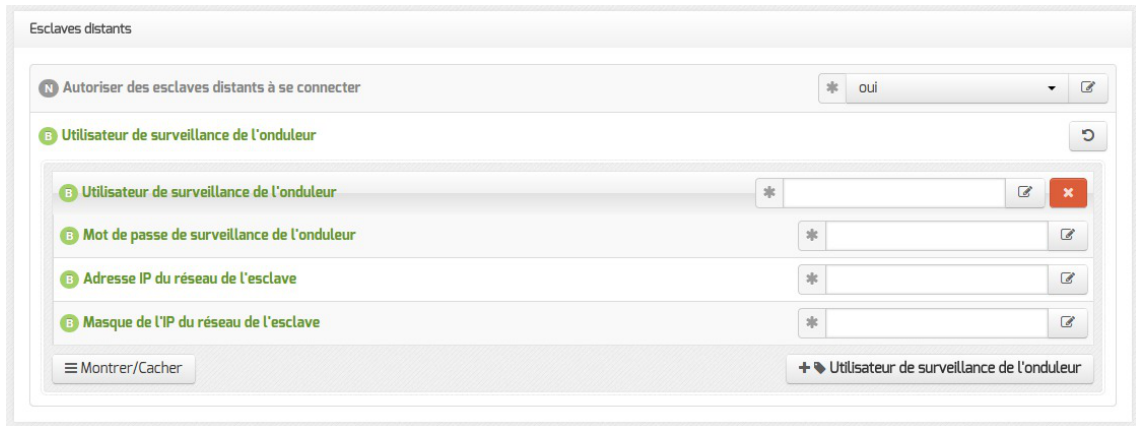 Esclaves distants
N Autoriser des esclaves distants à se connecter * oui
B Utilisateur de surveillance de l'onduleur
B Utilisateur de surveillance de l'onduleur *
B Mot de passe de surveillance de l'onduleur *
B Adresse IP du réseau de l'esclave *
B Masque de l'IP du réseau de l'esclave *
Montrer/Cacher + Utilisateur de surveillance de l'onduleur